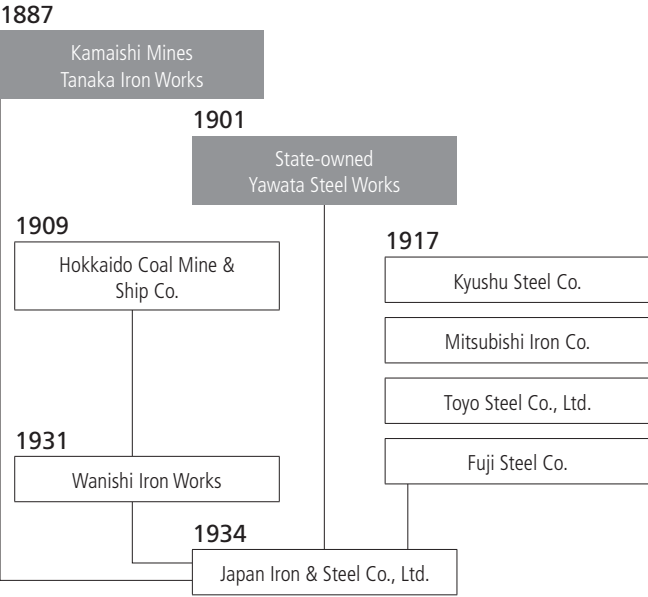 1887
Kamaishi Mines
Tanaka Iron Works
1901
State-owned
Yawata Steel Works
1909
Hokkaido Coal Mine &
Ship Co.
1917
Kyushu Steel Co.
Mitsubishi Iron Co.
Toyo Steel Co., Ltd.
Fuji Steel Co.
1931
Wanishi Iron Works
1934
Japan Iron & Steel Co., Ltd.